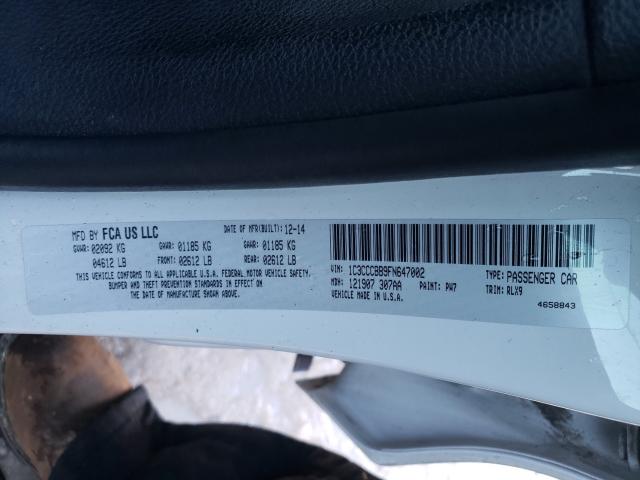 MFD BY FCA US LLC
DATE OF MFR(BUILT): 12-14
GVWR: 02092 KG GAWR: 01185 KG GAWR: 01185 KG
04612 LB FRONT: 02612 LB REAR: 02612 LB
THIS VEHICLE CONFORMS TO ALL APPLICABLE U.S.A. FEDERAL MOTOR VEHICLE SAFETY,
BUMPER, AND THEFT PREVENTION STANDARDS IN EFFECT ON
THE DATE OF MANUFACTURE SHOWN ABOVE.
VIN: 1C3CCCBB9FN647002 TYPE: PASSENGER CAR
MDH: 121907 307AA PAINT: PW7 TRIM: RLX9
VEHICLE MADE IN U.S.A.
4658843